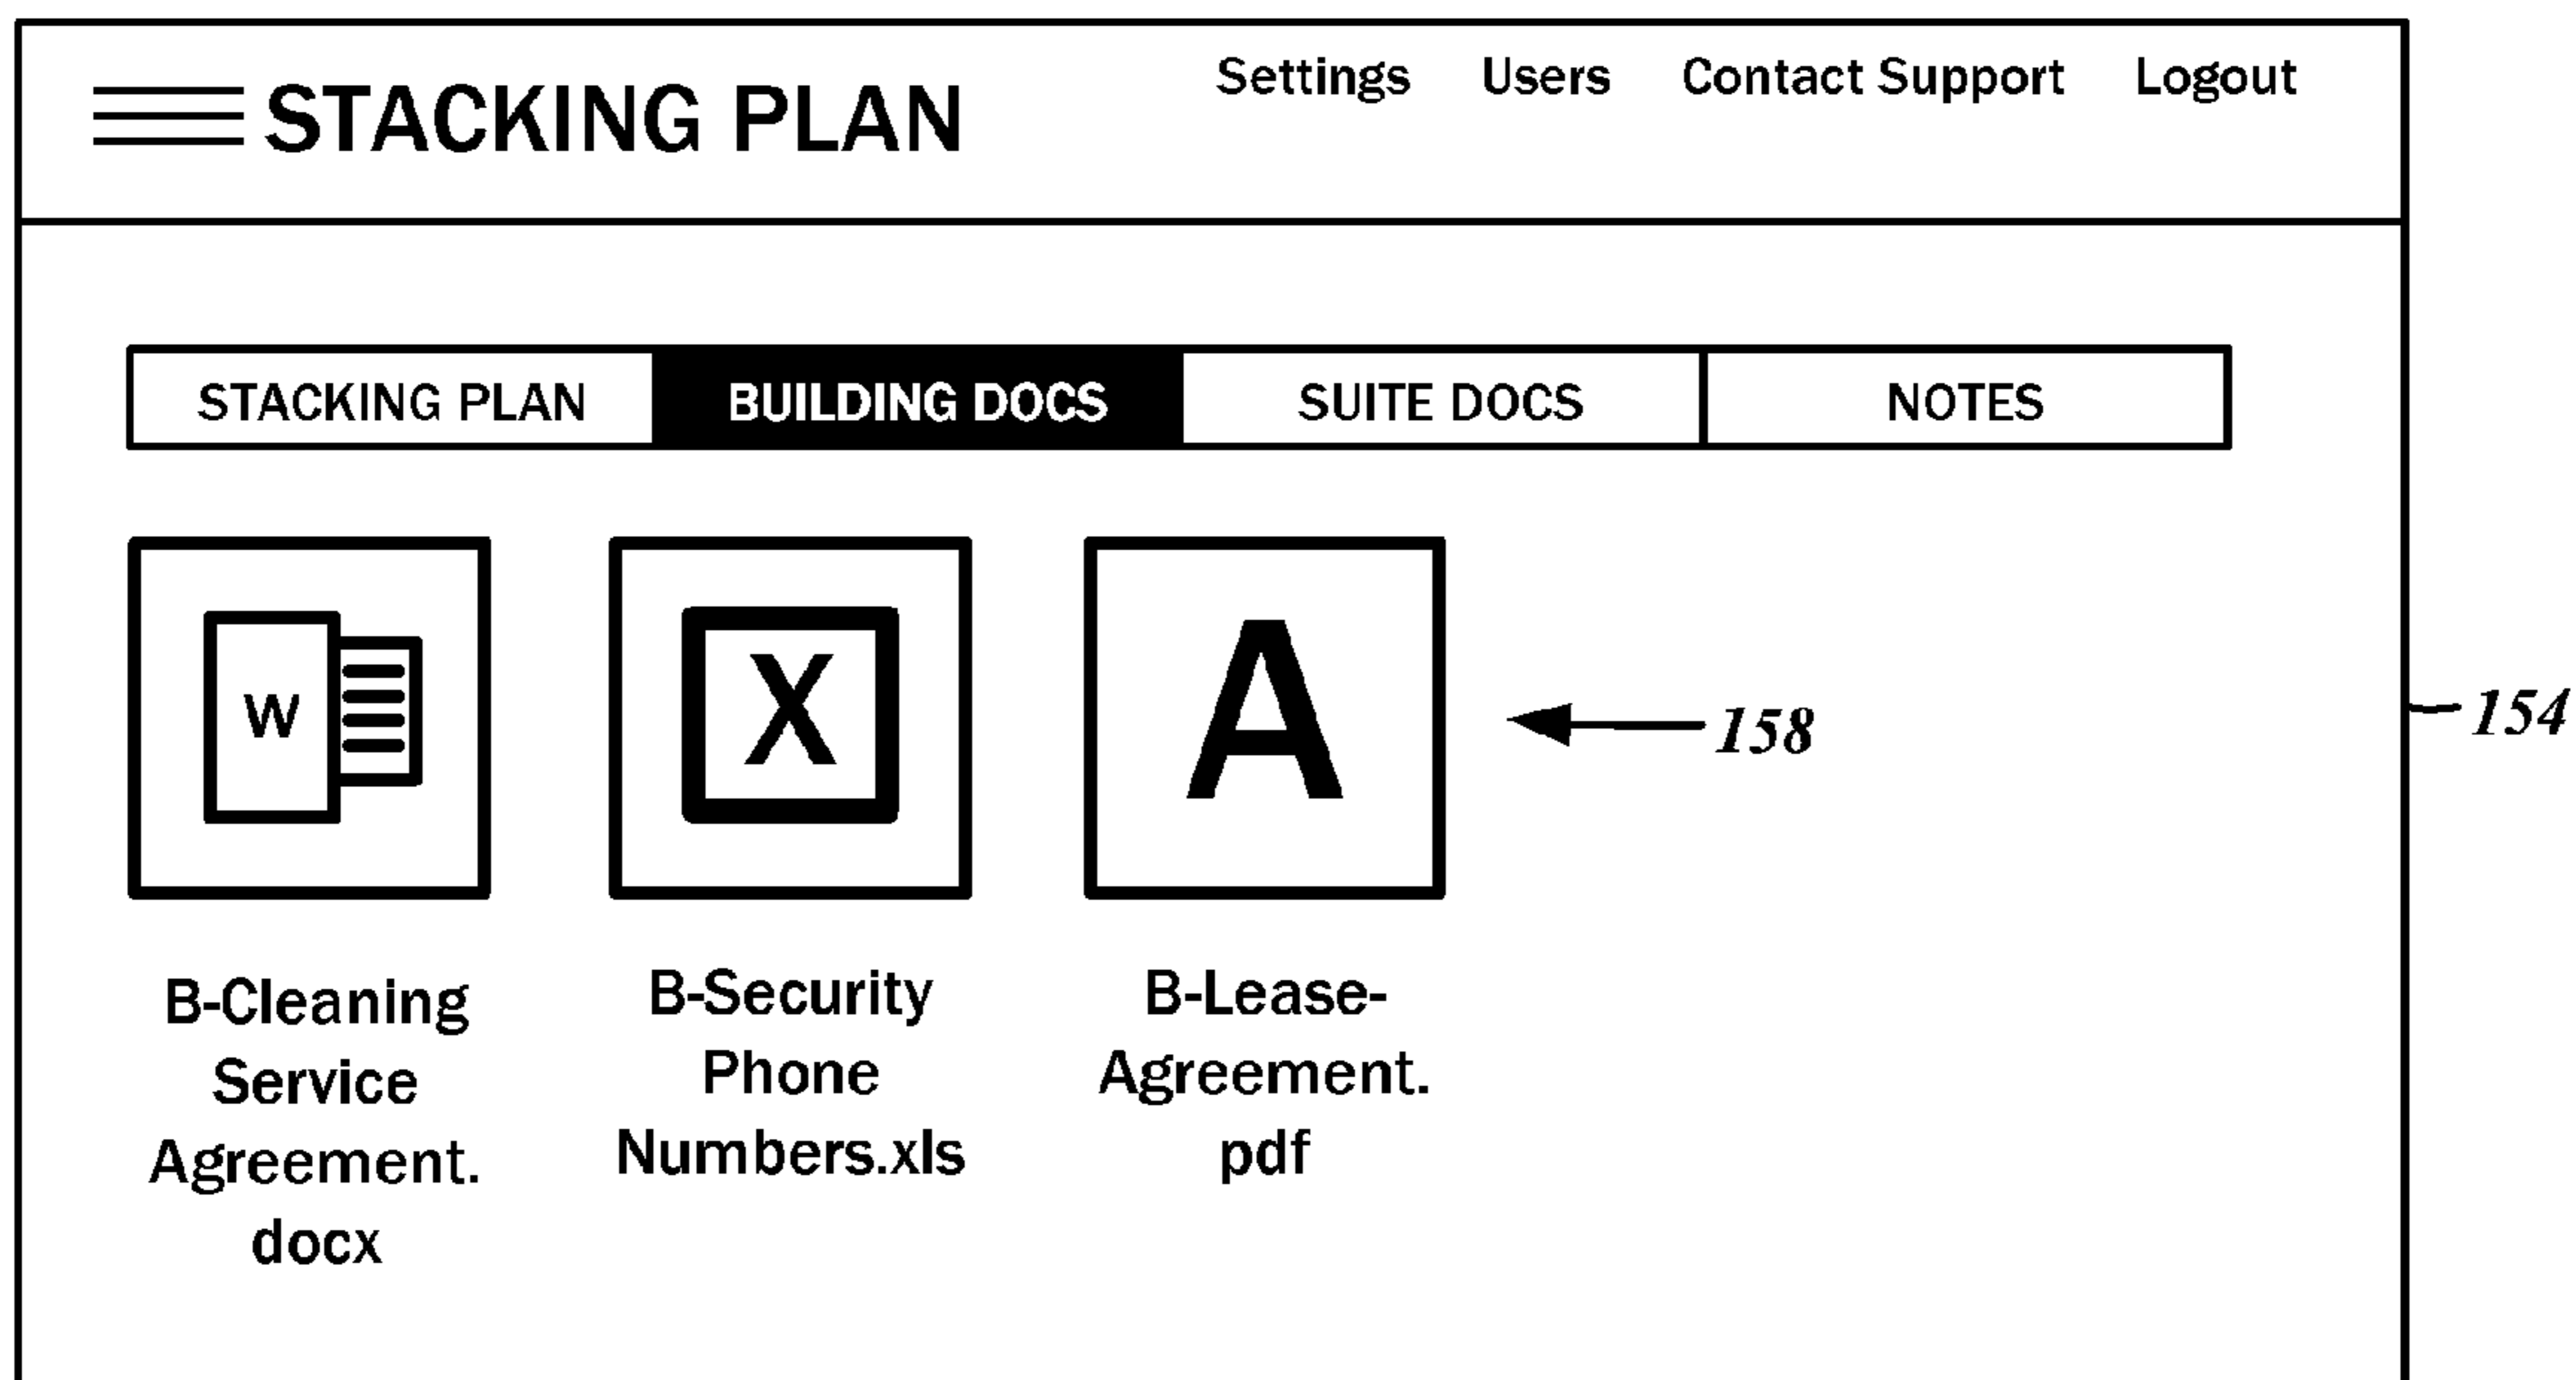 STACKING PLAN
Settings Users Contact Support Logout
STACKING PLAN BUILDING DOCS SUITE DOCS NOTES
W
X
A
158
154
B-Cleaning
Service
Agreement.
docx
B-Security
Phone
Numbers.xls
B-Lease-
Agreement.
pdf